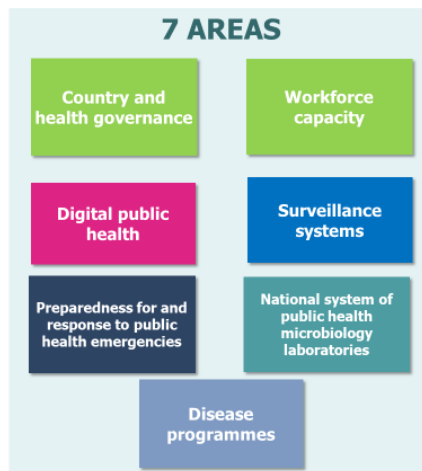 7 AREAS
Country and
health governance
Workforce
capacity
Digital public
health
Surveillance
systems
Preparedness for and
response to public
health emergencies
National system of
public health
microbiology
laboratories
Disease
programmes